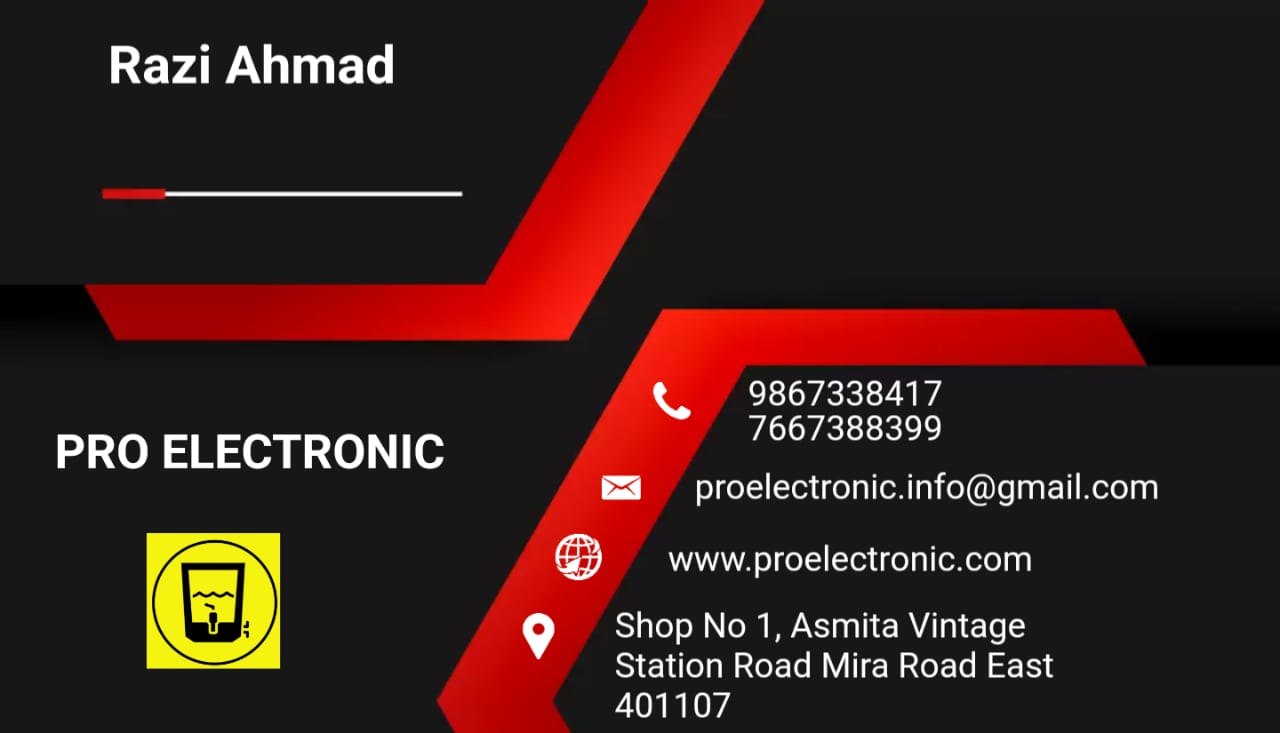 Razi Ahmad
PRO ELECTRONIC
9867338417
7667388399
proelectronic.info@gmail.com
www.proelectronic.com
Shop No 1, Asmita Vintage
Station Road Mira Road East
401107